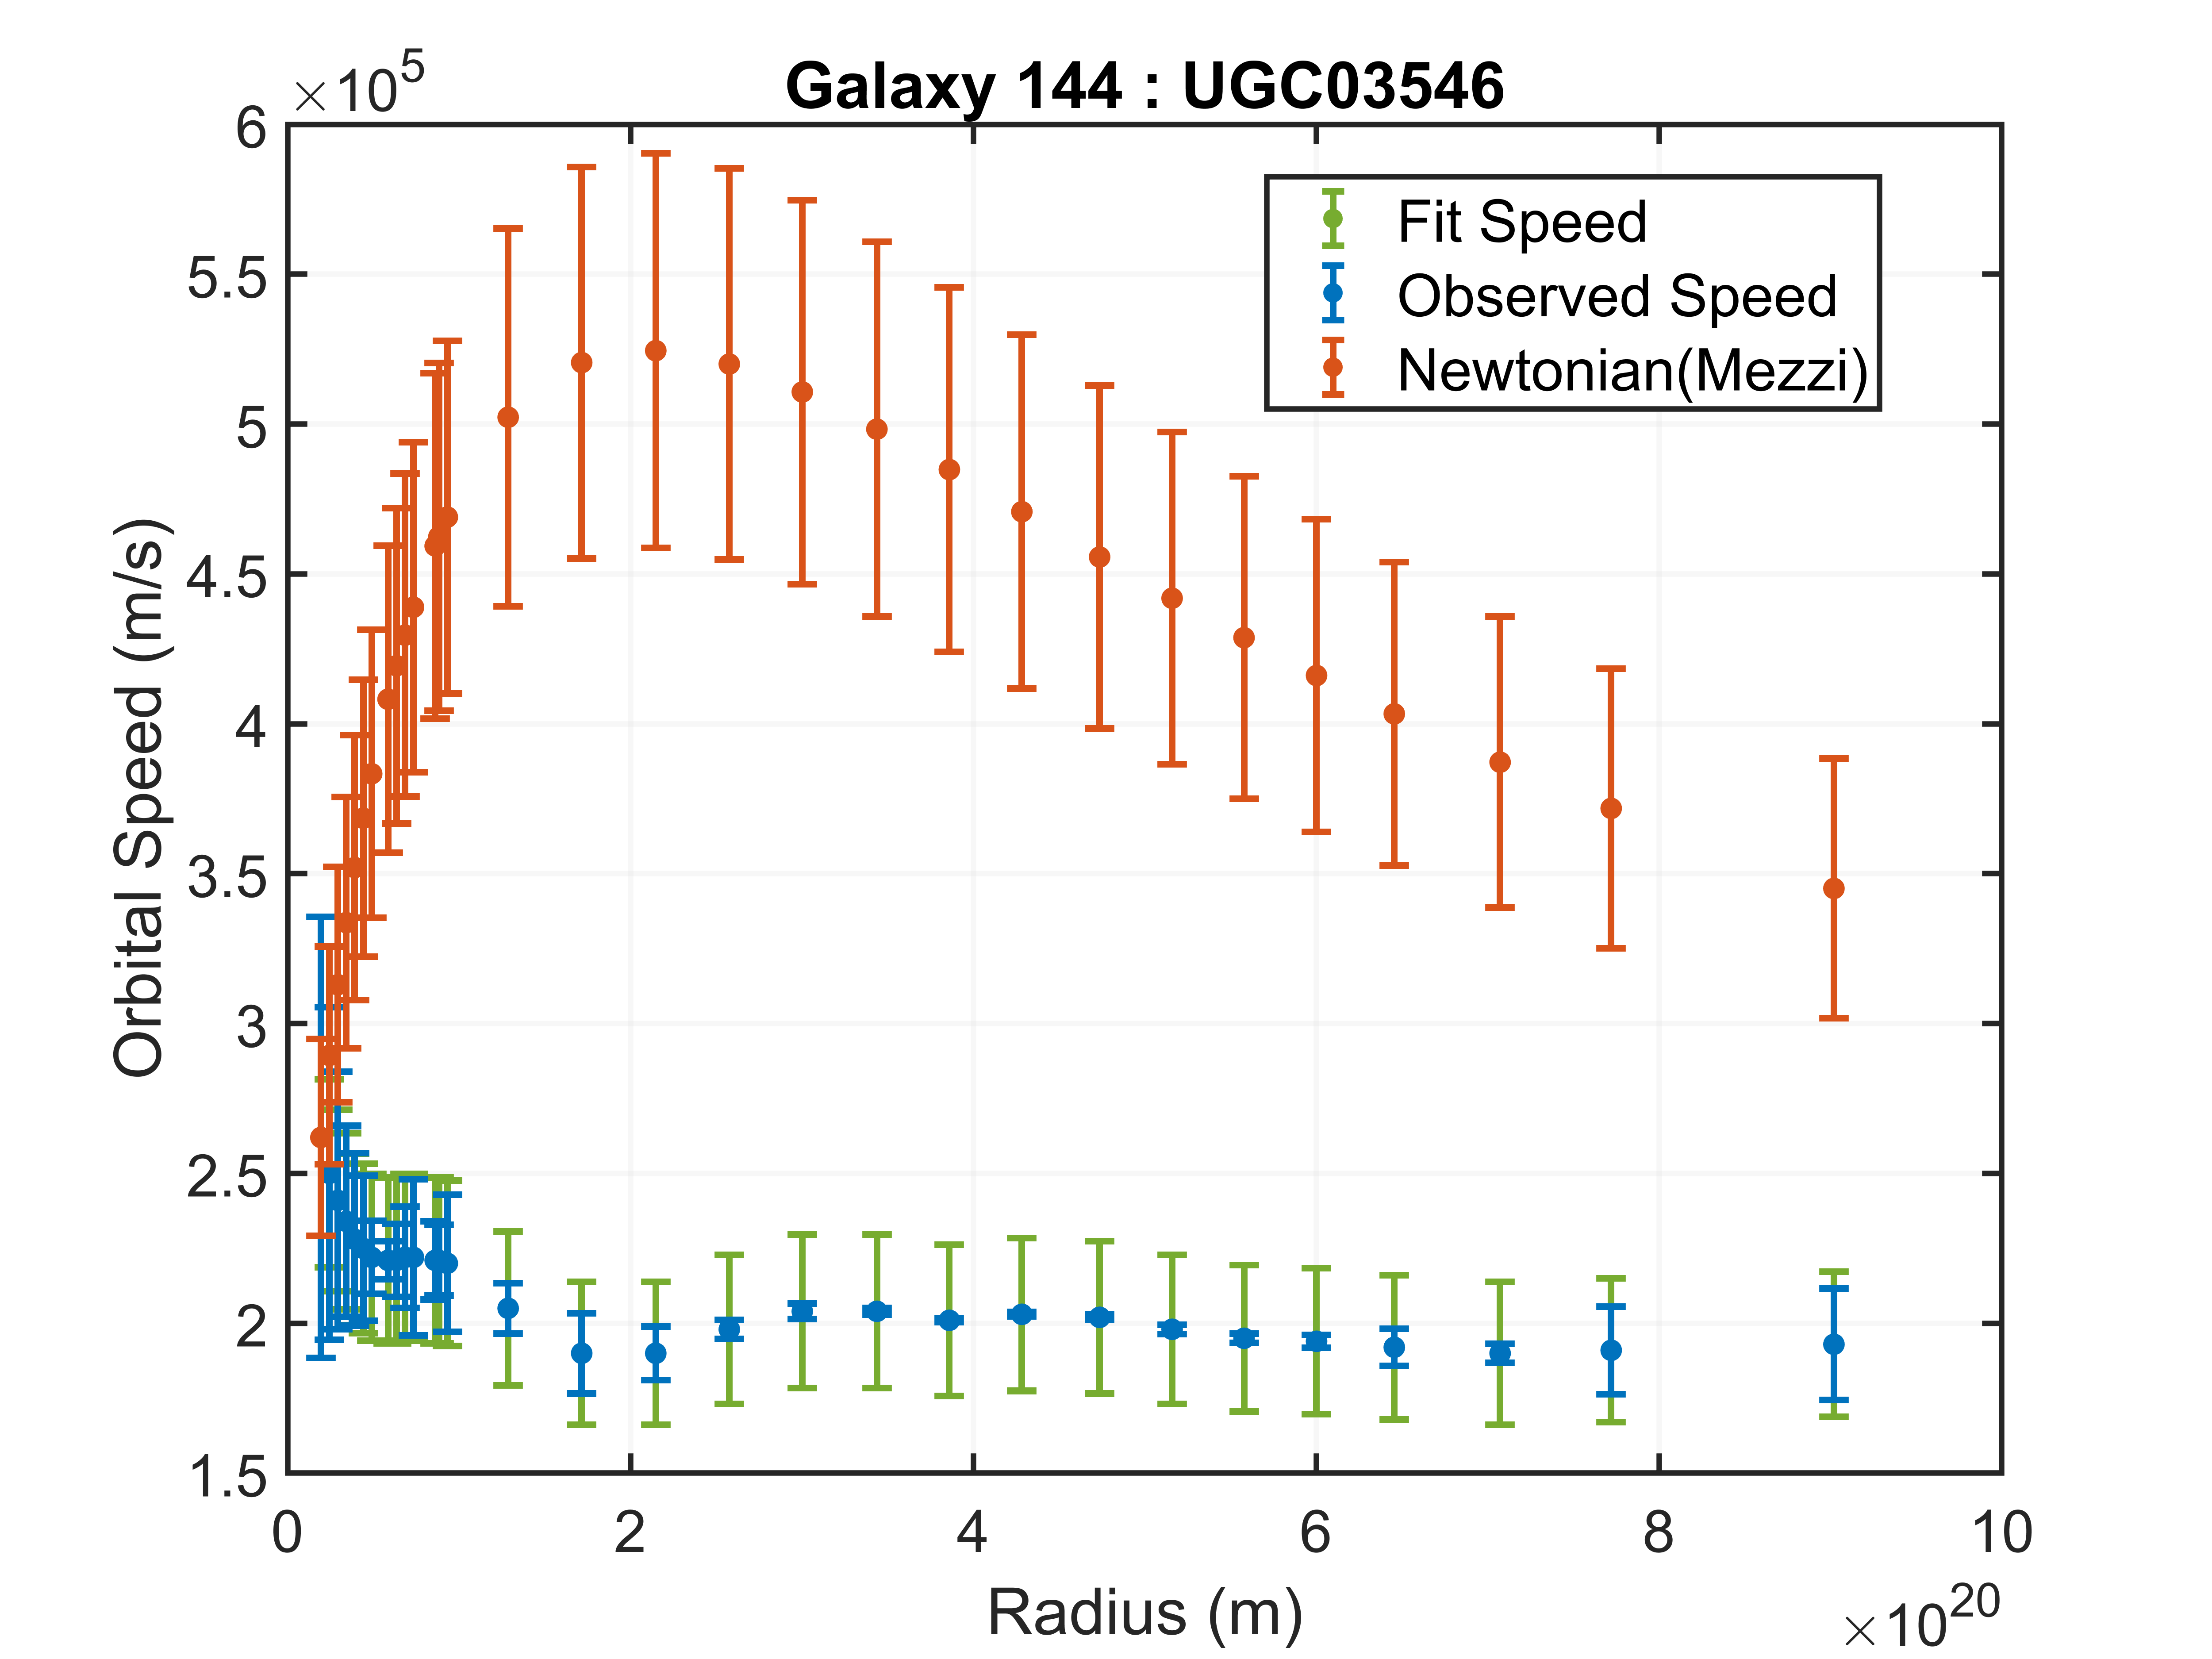 ×10^5
Galaxy 144 : UGC03546
6
5.5
5
4.5
4
3.5
3
2.5
2
1.5
Orbital Speed (m/s)
Fit Speed
Observed Speed
Newtonian(Mezzi)
0 2 4 6 8 10
Radius (m)
×10^20